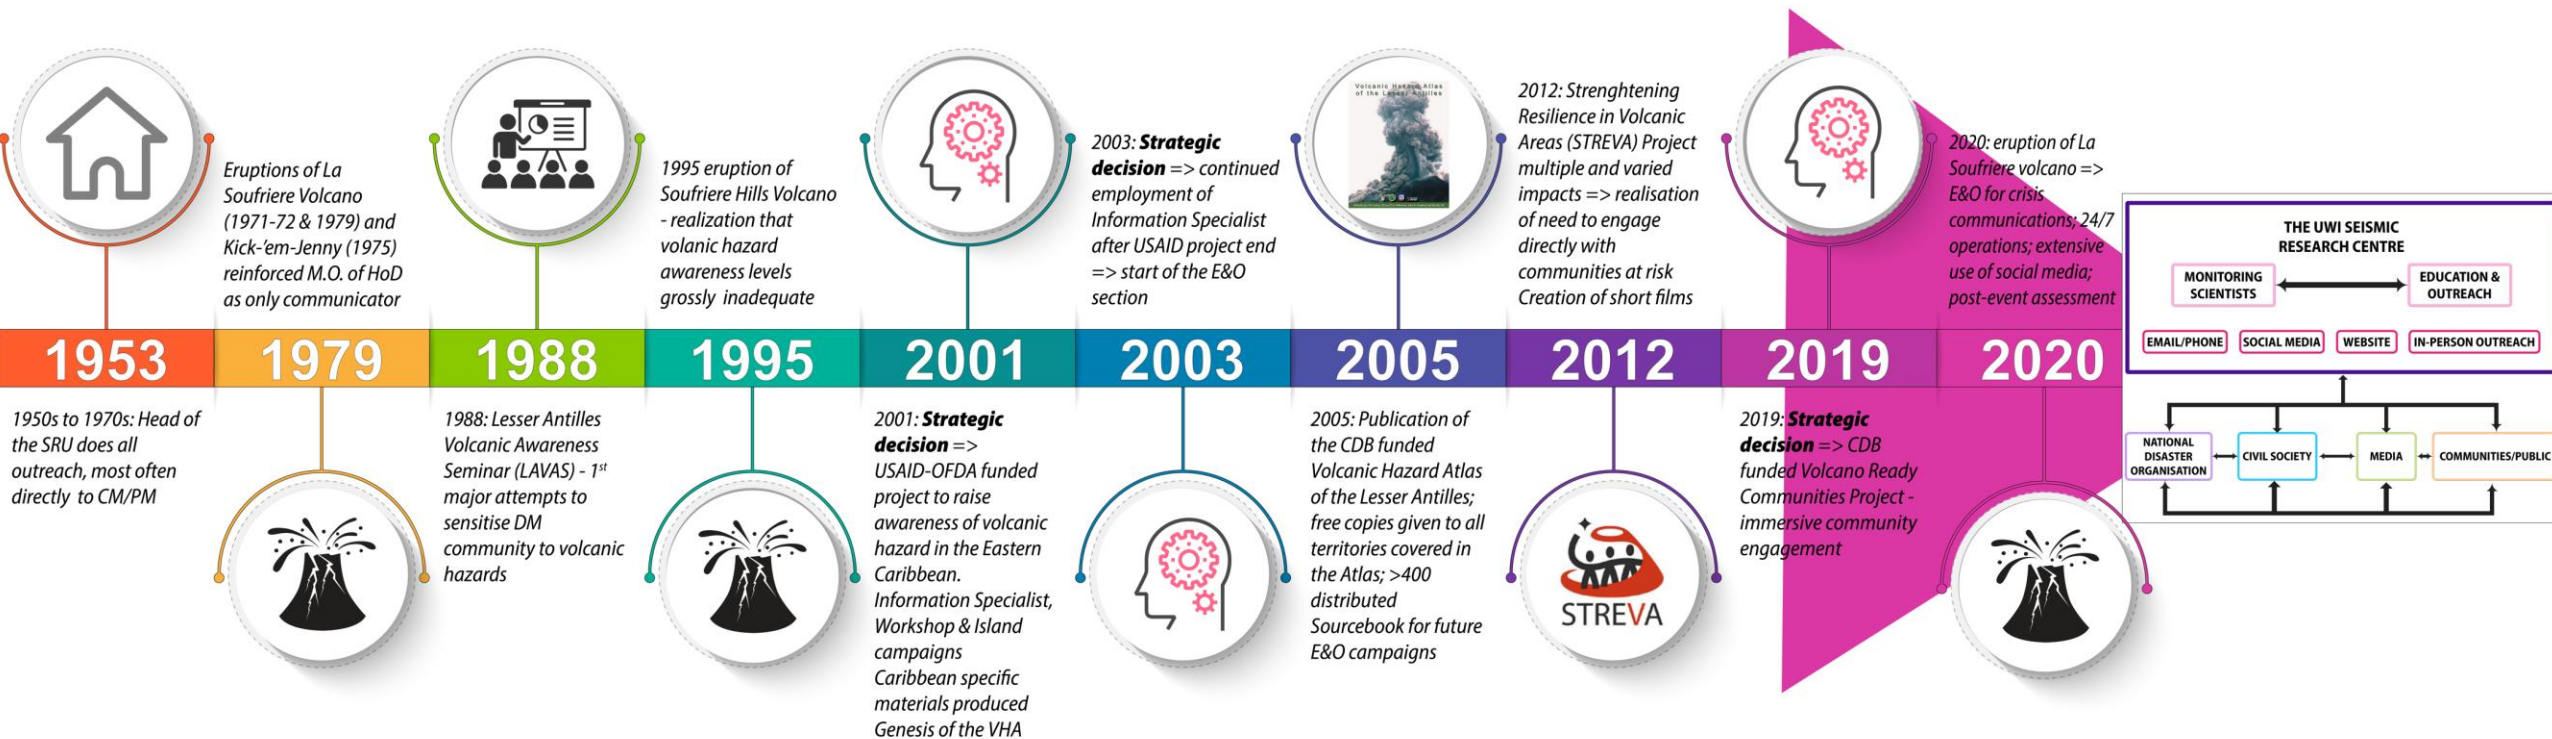 1953
1950s to 1970s: Head of
the SRU does all
outreach, most often
directly to CM/PM
Eruptions of La
Soufriere Volcano
(1971-72 & 1979) and
Kick-'em-Jenny (1975)
reinforced M.O. of HoD
as only communicator
1979
1988
1988: Lesser Antilles
Volcanic Awareness
Seminar (LAVAS) - 1st
major attempts to
sensitise DM
community to volcanic
hazards
1995 eruption of
Soufriere Hills Volcano
- realization that
volanic hazard
awareness levels
grossly inadequate
1995
2001
2001: Strategic
decision =>
USAID-OFDA funded
project to raise
awareness of volcanic
hazard in the Eastern
Caribbean.
Information Specialist,
Workshop & Island
campaigns
Caribbean specific
materials produced
Genesis of the VHA
2003: Strategic
decision => continued
employment of
Information Specialist
after USAID project end
=> start of the E&O
section
2003
Volcanic Hazard Atlas
of the Lesser Antilles
2005
2005: Publication of
the CDB funded
Volcanic Hazard Atlas
of the Lesser Antilles;
free copies given to all
territories covered in
the Atlas; >400
distributed
Sourcebook for future
E&O campaigns
2012: Strenghtening
Resilience in Volcanic
Areas (STREVA) Project
multiple and varied
impacts => realisation
of need to engage
directly with
communities at risk
Creation of short films
2012
STREVA
2019
2019: Strategic
decision => CDB
funded Volcano Ready
Communities Project -
immersive community
engagement
2020: eruption of La
Soufriere volcano =>
E&O for crisis
communications; 24/7
operations; extensive
use of social media;
post-event assessment
2020
THE UWI SEISMIC
RESEARCH CENTRE
MONITORING
SCIENTISTS
EDUCATION &
OUTREACH
EMAIL/PHONE
SOCIAL MEDIA
WEBSITE
IN-PERSON OUTREACH
NATIONAL
DISASTER
ORGANISATION
CIVIL SOCIETY
MEDIA
COMMUNITIES/PUBLIC